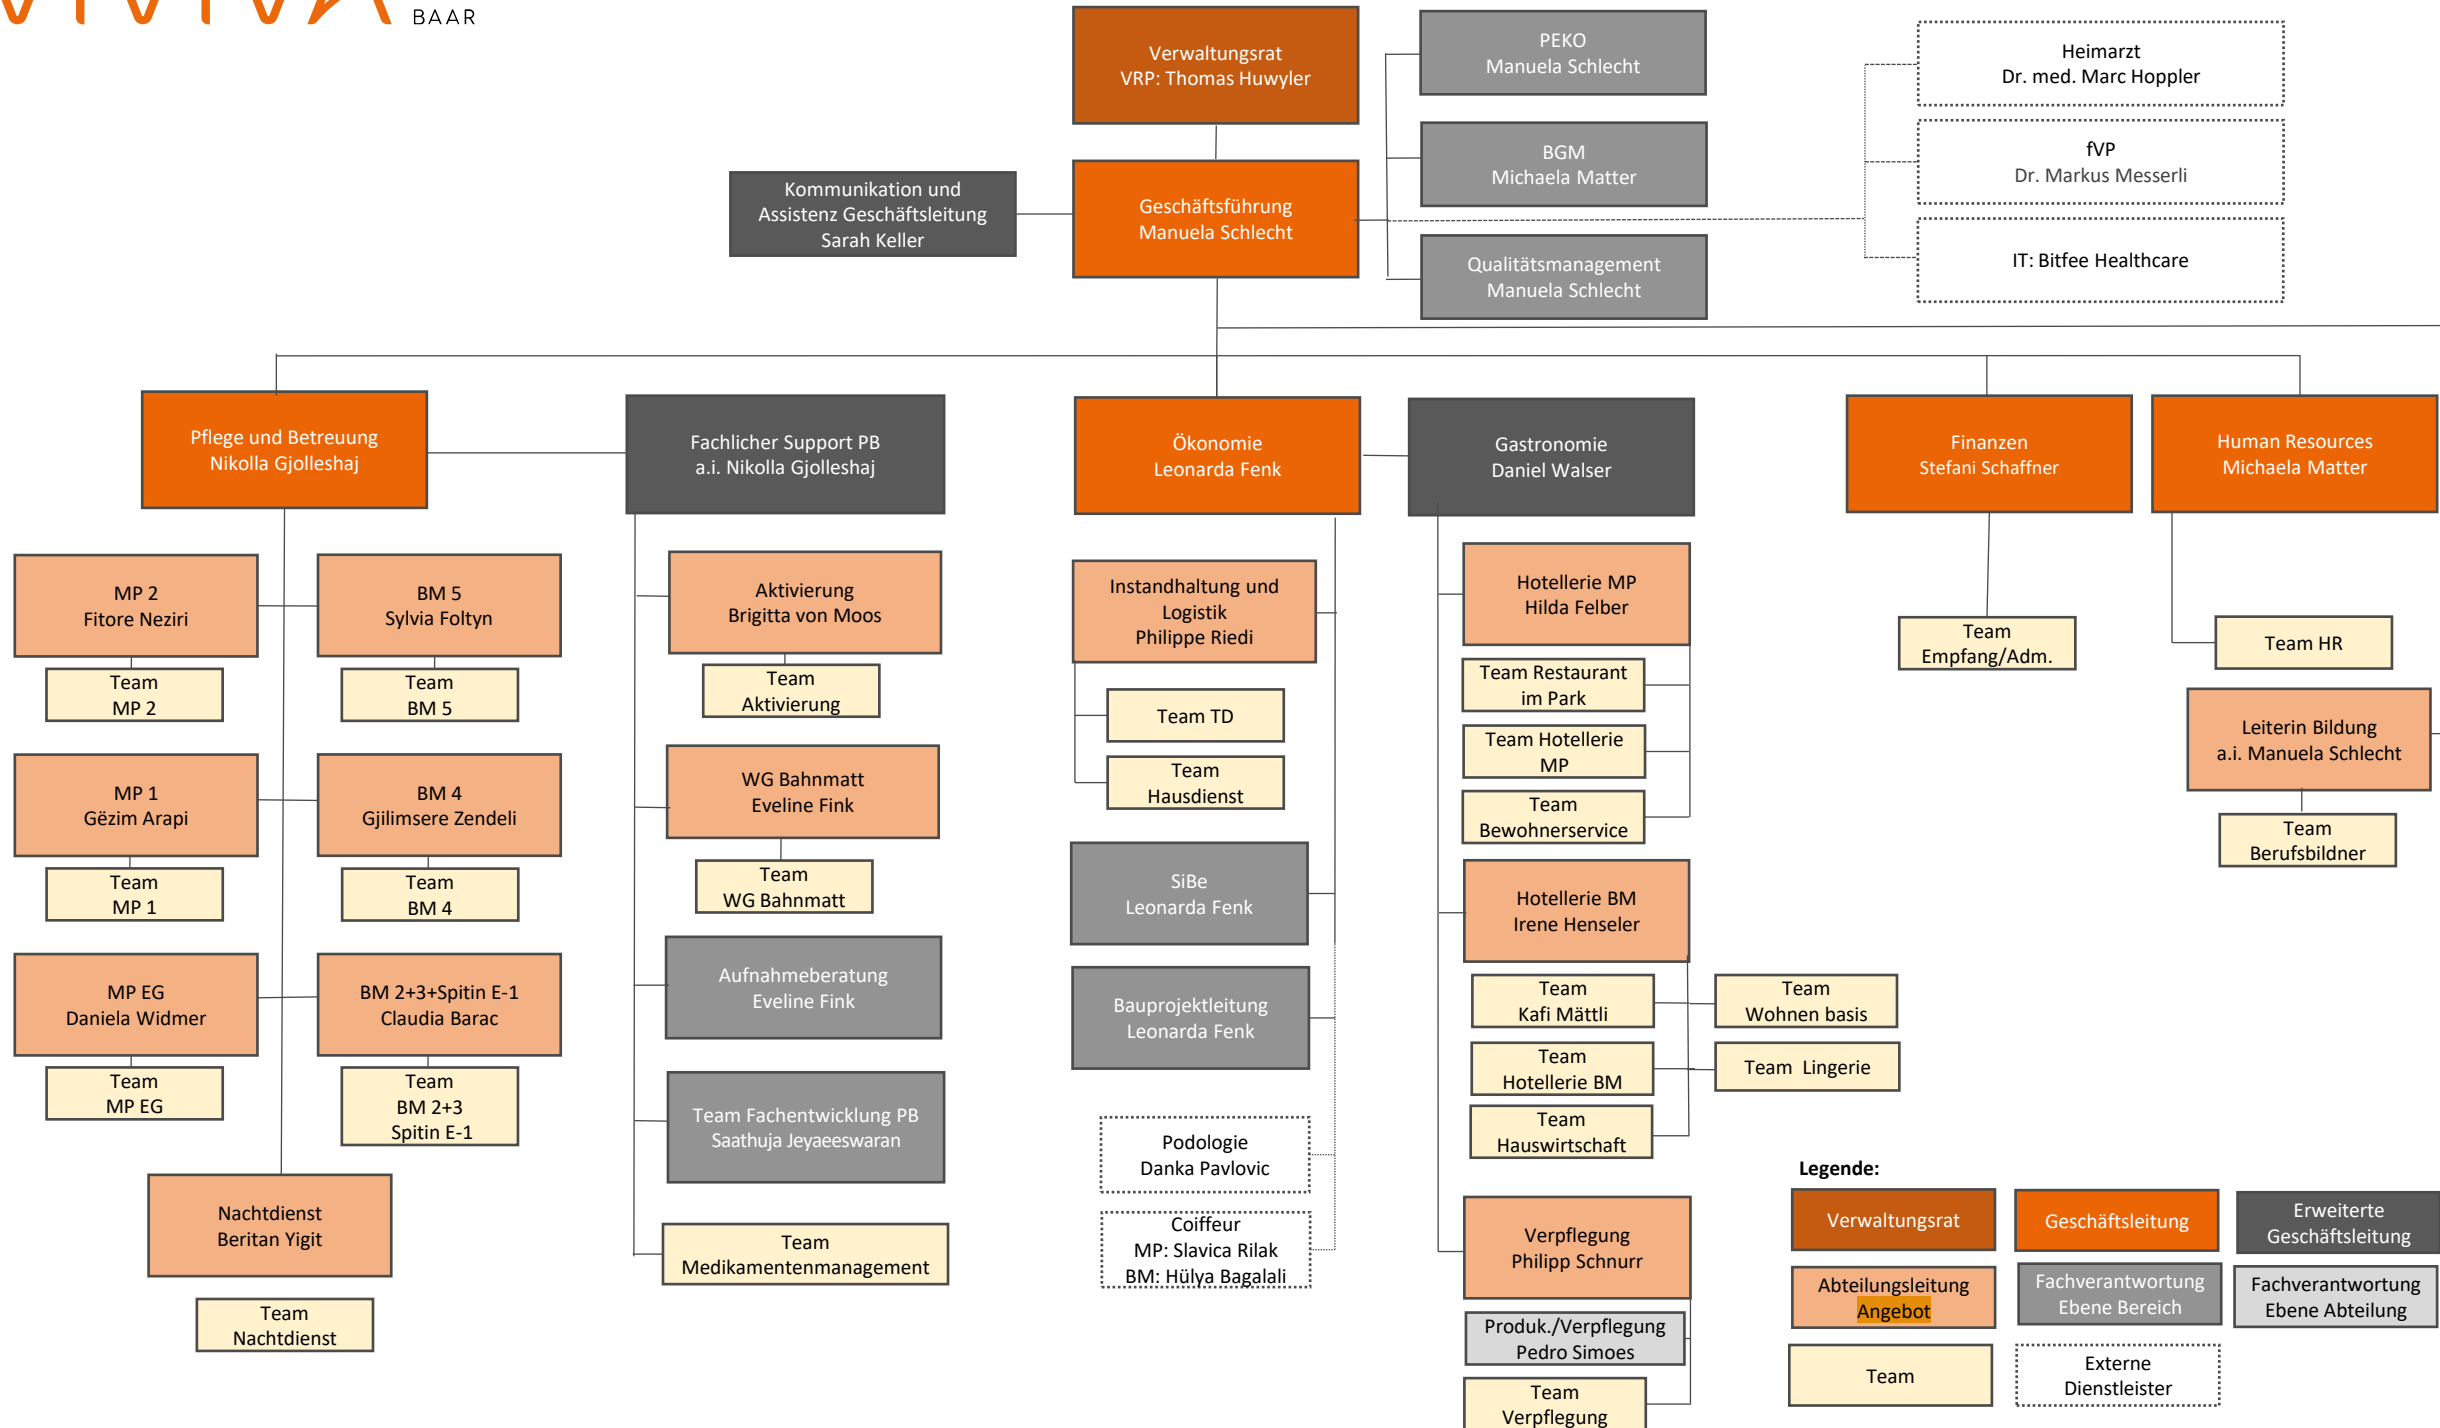 VIVIVA
BAAR
Verwaltungsrat
VRP: Thomas Huwyler
PEKO
Manuela Schlecht
Heimarzt
Dr. med. Marc Hoppler
BGM
Michaela Matter
fVP
Dr. Markus Messerli
Kommunikation und
Assistenz Geschäftsleitung
Sarah Keller
Geschäftsführung
Manuela Schlecht
Qualitätsmanagement
Manuela Schlecht
IT: Bitfee Healthcare
Pflege und Betreuung
Nikolla Gjolleshaj
Fachlicher Support PB
a.i. Nikolla Gjolleshaj
Ökonomie
Leonarda Fenk
Gastronomie
Daniel Walser
Finanzen
Stefani Schaffner
Human Resources
Michaela Matter
MP 2
Fitore Neziri
Team
MP 2
BM 5
Sylvia Foltyn
Team
BM 5
MP 1
Gëzim Arapi
Team
MP 1
BM 4
Gjilimsere Zendeli
Team
BM 4
MP EG
Daniela Widmer
Team
MP EG
BM 2+3+Spitin E-1
Claudia Barac
Team
BM 2+3
Spitin E-1
Nachtdienst
Beritan Yigit
Team
Nachtdienst
Aktivierung
Brigitta von Moos
Team
Aktivierung
WG Bahnmatt
Eveline Fink
Team
WG Bahnmatt
Aufnahmeberatung
Eveline Fink
Team Fachentwicklung PB
Saathuja Jeyaeeswaran
Team
Medikamentenmanagement
Instandhaltung und
Logistik
Philippe Riedi
Team TD
Team
Hausdienst
SiBe
Leonarda Fenk
Bauprojektleitung
Leonarda Fenk
Podologie
Danka Pavlovic
Coiffeur
MP: Slavica Rilak
BM: Hülya Bagalali
Hotellerie MP
Hilda Felber
Team Restaurant
im Park
Team Hotellerie
MP
Team
Bewohnerservice
Hotellerie BM
Irene Henseler
Team
Kafi Mättli
Team
Wohnen basis
Team
Hotellerie BM
Team  Lingerie
Team
Hauswirtschaft
Verpflegung
Philipp Schnurr
Produk./Verpflegung
Pedro Simoes
Team
Verpflegung
Team
Empfang/Adm.
Team HR
Leiterin Bildung
a.i. Manuela Schlecht
Team
Berufsbildner
Legende:
Verwaltungsrat
Geschäftsleitung
Erweiterte
Geschäftsleitung
Abteilungsleitung
Angebot
Fachverantwortung
Ebene Bereich
Fachverantwortung
Ebene Abteilung
Team
Externe
Dienstleister